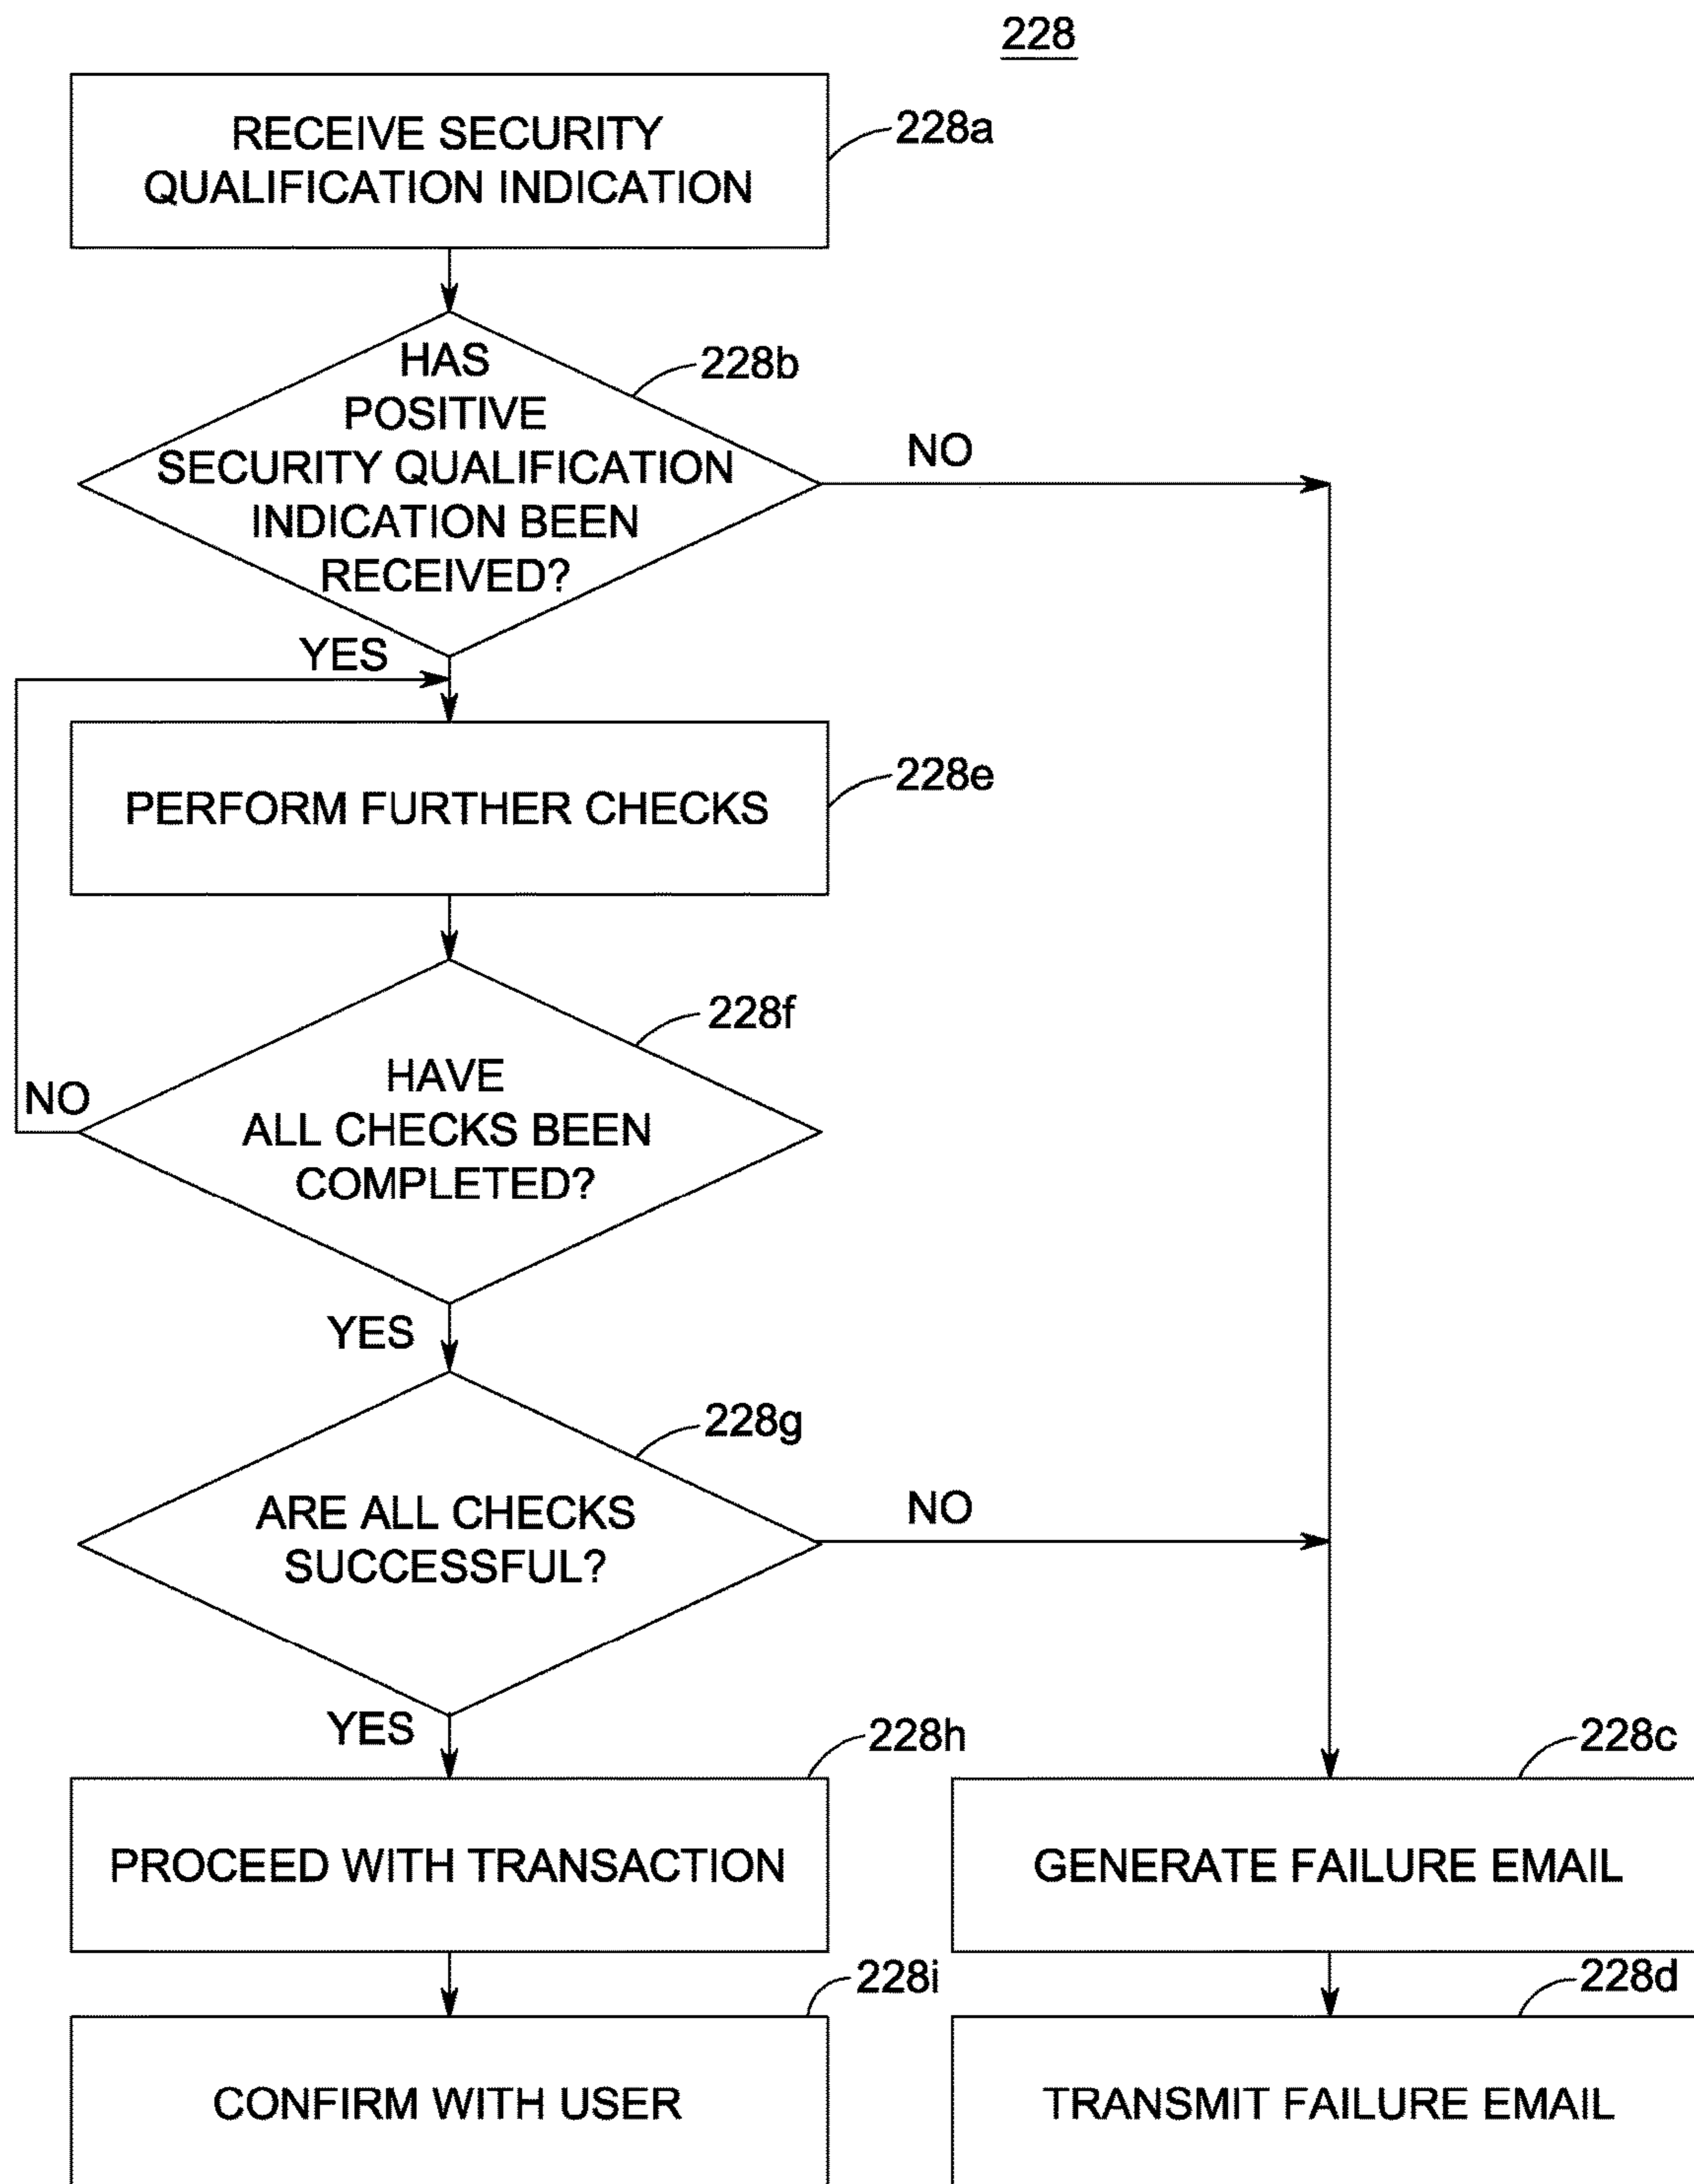 228
RECEIVE SECURITY
QUALIFICATION INDICATION
228a
HAS
POSITIVE
SECURITY QUALIFICATION
INDICATION BEEN
RECEIVED?
228b
NO
YES
PERFORM FURTHER CHECKS
228e
HAVE
ALL CHECKS BEEN
COMPLETED?
228f
NO
YES
ARE ALL CHECKS
SUCCESSFUL?
228g
NO
YES
228h
PROCEED WITH TRANSACTION
228c
GENERATE FAILURE EMAIL
228i
CONFIRM WITH USER
228d
TRANSMIT FAILURE EMAIL